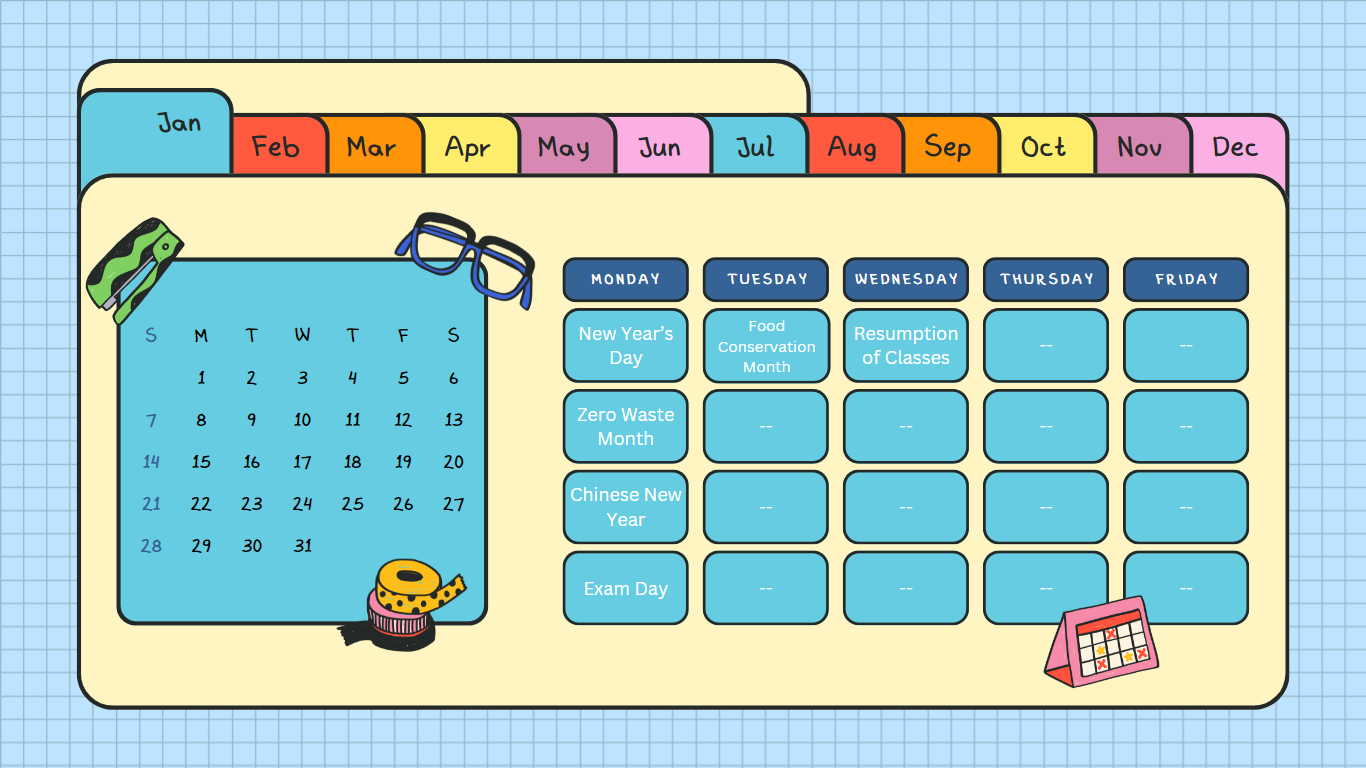 Jan
Feb Mar Apr May Jun Jul Aug Sep Oct Nov Dec
S M T W T F S
1 2 3 4 5 6
7 8 9 10 11 12 13
14 15 16 17 18 19 20
21 22 23 24 25 26 27
28 29 30 31
MONDAY TUESDAY WEDNESDAY THURSDAY FRIDAY
New Year’s
Day
Food
Conservation
Month
Resumption
of Classes
--
--
Zero Waste
Month
--
--
--
--
Chinese New
Year
--
--
--
--
Exam Day
--
--
--
--